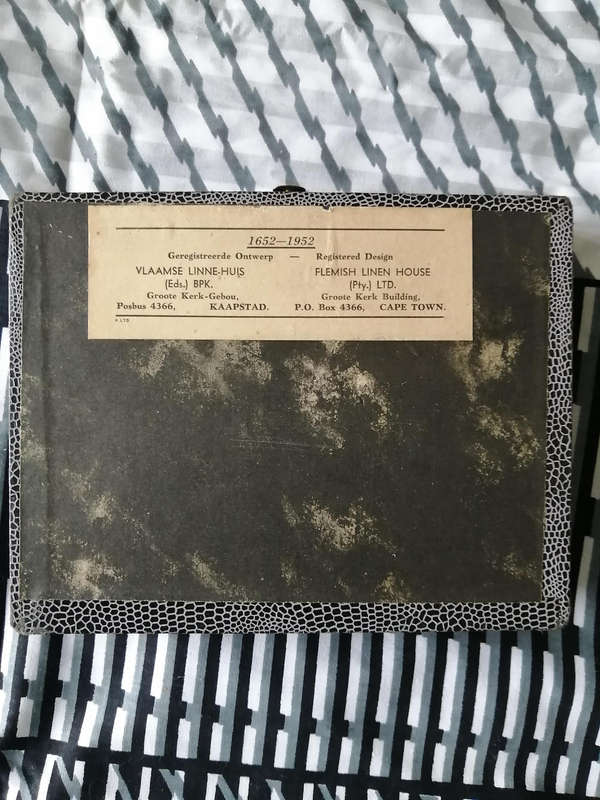 1652—1952
Geregistreerde Ontwerp — Registered Design
VLAAMSE LINNE-HUIS FLEMISH LINEN HOUSE
(Eds.) BPK. (Pty.) LTD.
Groote Kerk-Gebou, Groote Kerk Building,
Posbus 4366, KAAPSTAD. P.O. Box 4366, CAPE TOWN.